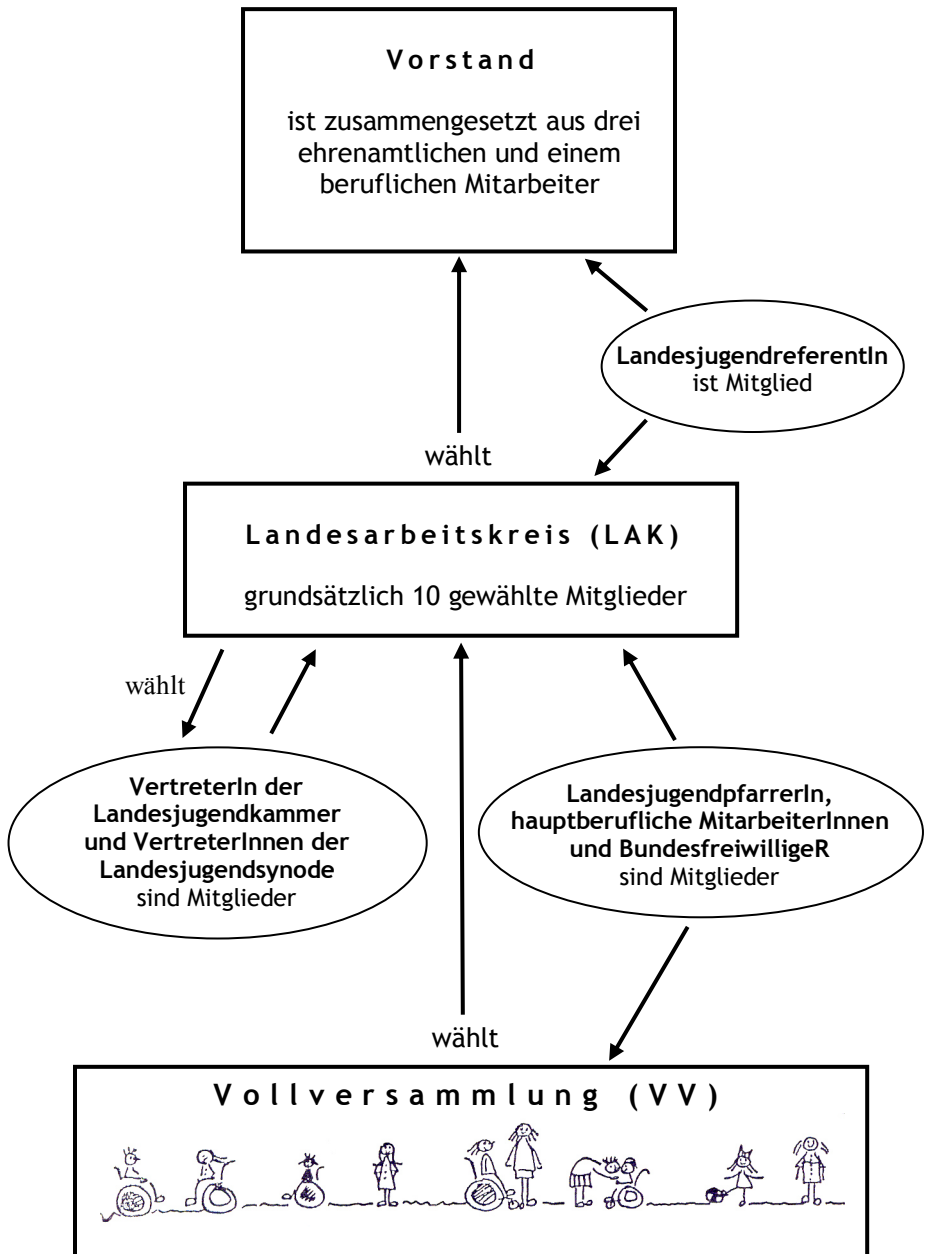 Vorstand
ist zusammengesetzt aus drei
ehrenamtlichen und einem
beruflichen Mitarbeiter
LandesjugendreferentIn
ist Mitglied
wählt
Landesarbeitskreis (LAK)
grundsätzlich 10 gewählte Mitglieder
wählt
VertreterIn der
Landesjugendkammer
und VertreterInnen der
Landesjugendsynode
sind Mitglieder
LandesjugendpfarrerIn,
hauptberufliche MitarbeiterInnen
und BundesfreiwilligeR
sind Mitglieder
wählt
Vollversammlung (VV)